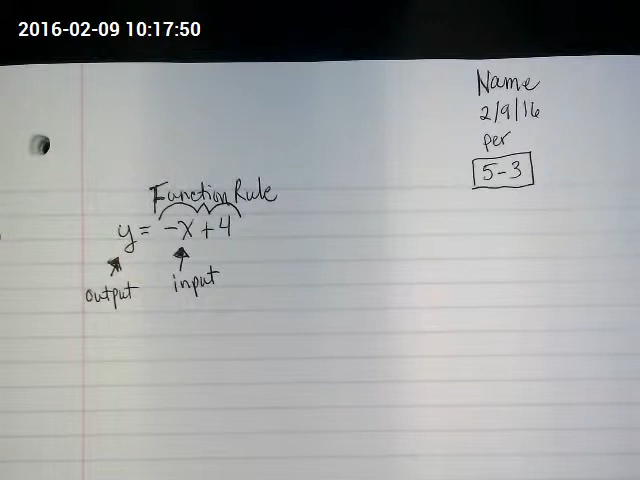 2016-02-09 10:17:50
Name
2/9/16
per
5-3
Function Rule
y = -x + 4
output
input